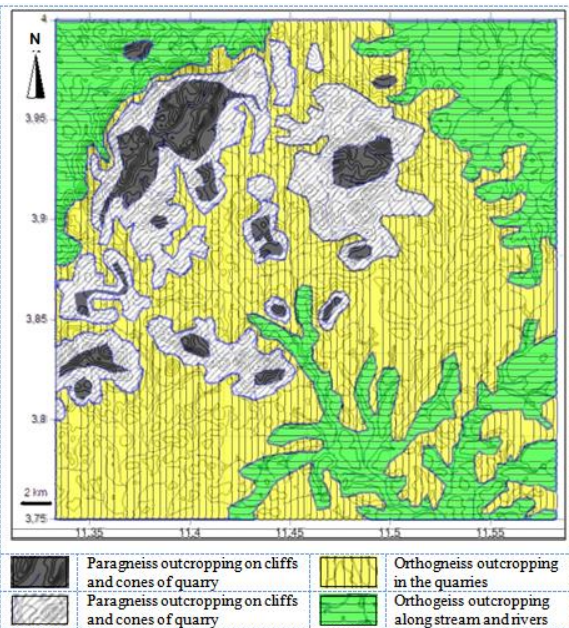 N
4
3,95
3,9
3,85
3,8
2 km
3,75
11,35
11,4
11,45
11,5
11,55
Paragneiss outcropping on cliffs
and cones of quarry
Orthogneiss outcropping
in the quarries
Paragneiss outcropping on cliffs
and cones of quarry
Orthogeiss outcropping
along stream and rivers